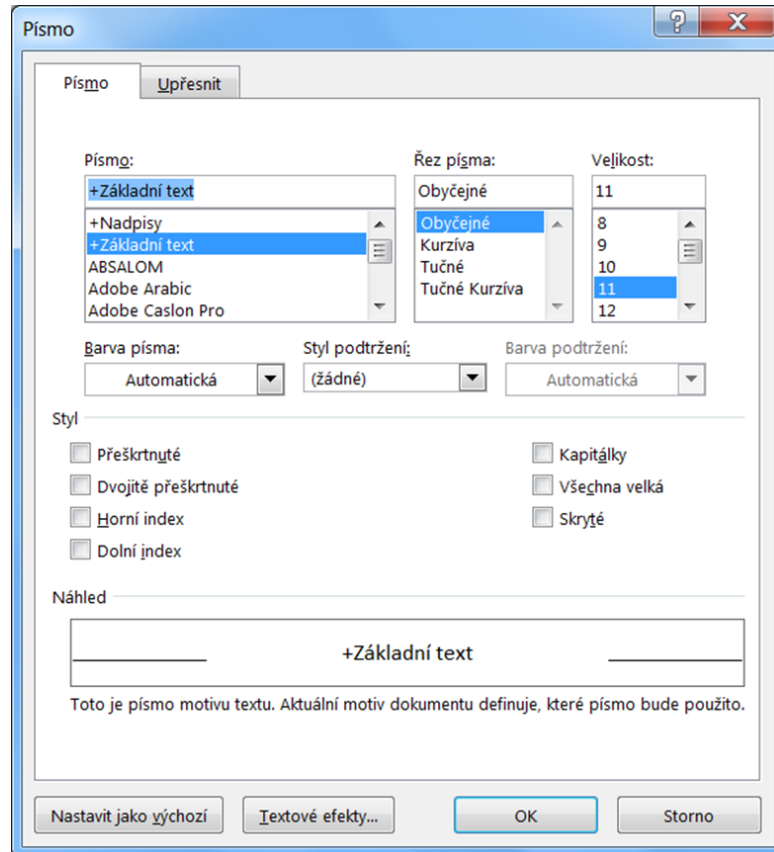 Písmo
Písmo Upřesnit
Písmo: Řez písma: Velikost:
+Základní text Obyčejné 11
+Nadpisy Obyčejné 8
+Základní text Kurzíva 9
ABSALOM Tučné 10
Adobe Arabic Tučné Kurzíva 11
Adobe Caslon Pro 12
Barva písma: Styl podtržení: Barva podtržení:
Automatická (žádné) Automatická
Styl
Přeškrtnuté Kapitálky
Dvojitě přeškrtnuté Všechna velká
Horní index Skryté
Dolní index
Náhled
+Základní text
Toto je písmo motivu textu. Aktuální motiv dokumentu definuje, které písmo bude použito.
Nastavit jako výchozí Textové efekty... OK Storno